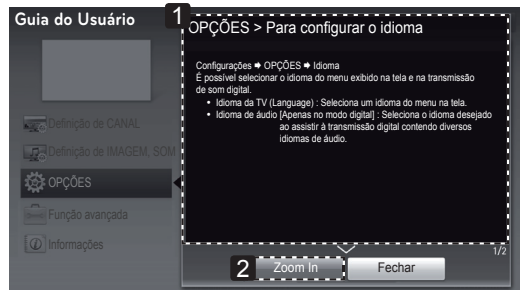 Guia do Usuário
1
OPÇÕES > Para configurar o idioma
Configurações ➡ OPÇÕES ➡ Idioma
É possível selecionar o idioma do menu exibido na tela e na transmissão
de som digital.
• Idioma da TV (Language) : Seleciona um idioma do menu na tela.
• Idioma de áudio [Apenas no modo digital] : Seleciona o idioma desejado
ao assistir à transmissão digital contendo diversos
idiomas de áudio.
Definição de CANAL
Definição de IMAGEM, SOM
OPÇÕES
Função avançada
Informações
1/2
2
Zoom In
Fechar